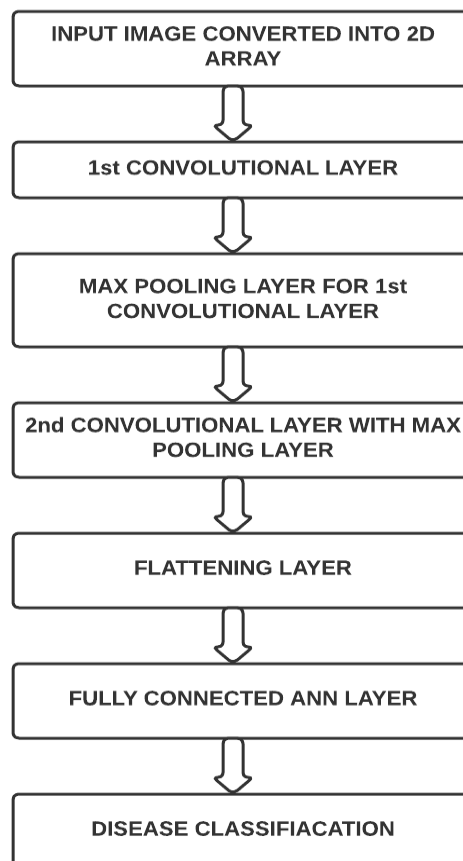 INPUT IMAGE CONVERTED INTO 2D
ARRAY
1st CONVOLUTIONAL LAYER
MAX POOLING LAYER FOR 1st
CONVOLUTIONAL LAYER
2nd CONVOLUTIONAL LAYER WITH MAX
POOLING LAYER
FLATTENING LAYER
FULLY CONNECTED ANN LAYER
DISEASE CLASSIFIACATION